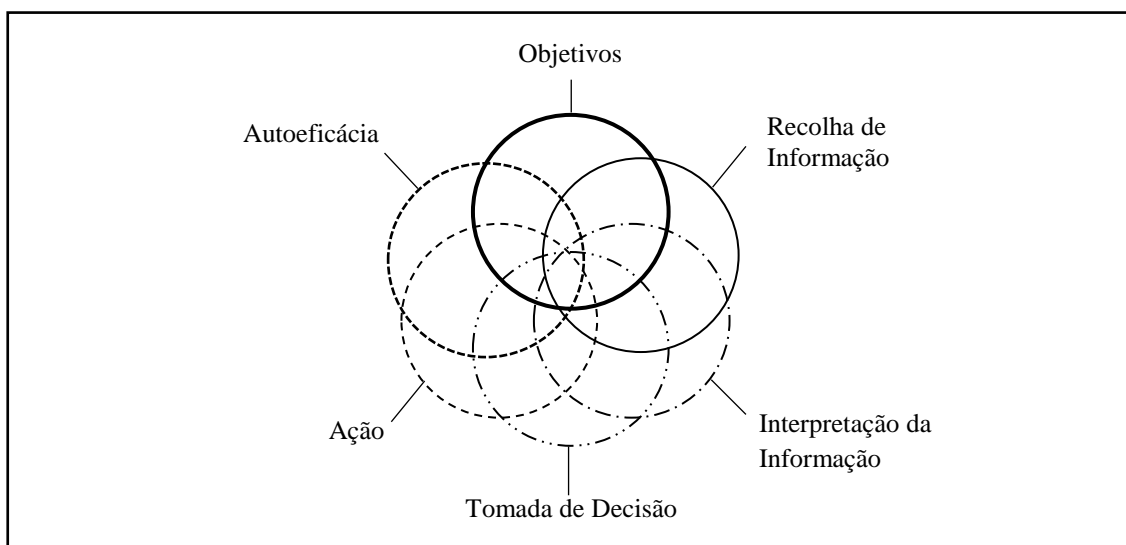 Objetivos
Autoeficácia
Recolha de
Informação
Ação
Interpretação da
Informação
Tomada de Decisão